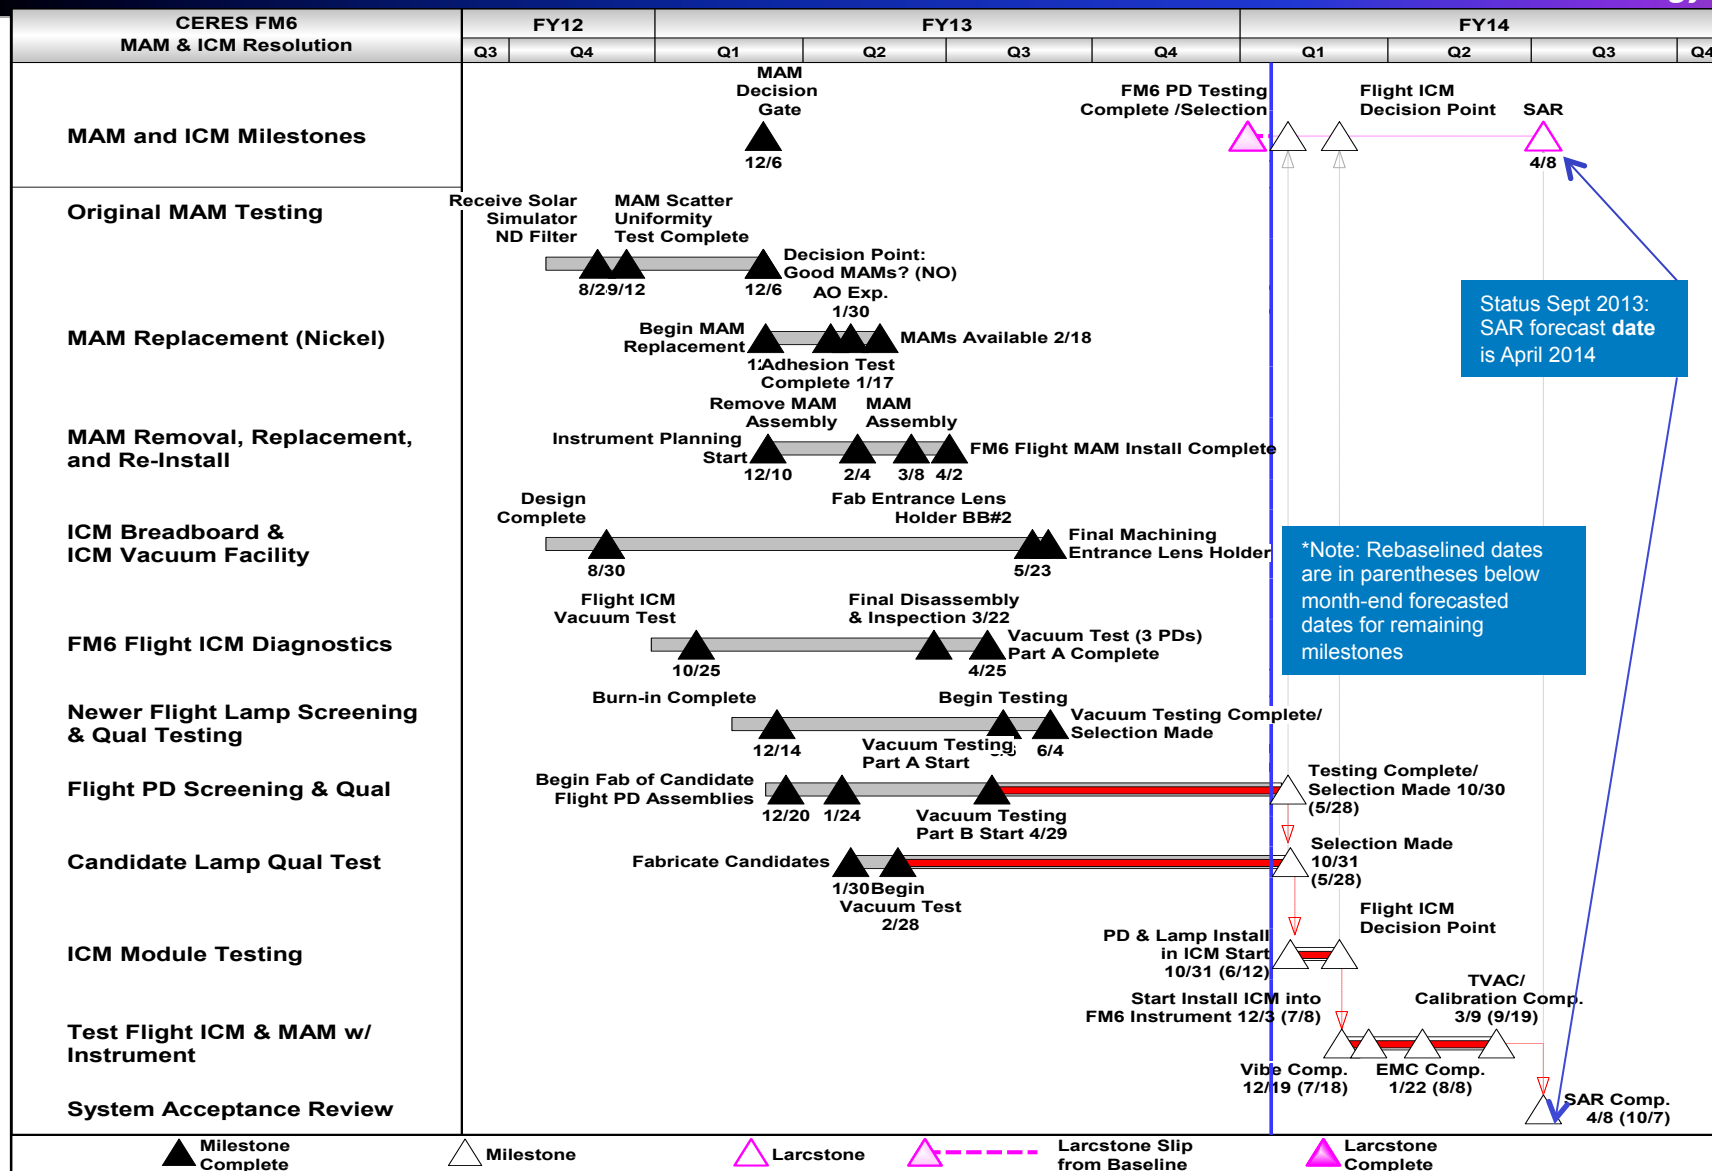 CERES FM6
MAM & ICM Resolution
FY12
FY13
FY14
Q3
Q4
Q1
Q2
Q3
Q4
Q1
Q2
Q3
Q4
MAM and ICM Milestones
MAM
Decision
Gate
12/6
FM6 PD Testing
Complete /Selection
Flight ICM
Decision Point
SAR
4/8
Original MAM Testing
Receive Solar
Simulator
ND Filter
MAM Scatter
Uniformity
Test Complete
Decision Point:
Good MAMs? (NO)
9/12
12/6
Status Sept 2013:
SAR forecast date
is April 2014
MAM Replacement (Nickel)
Begin MAM
Replacement
AO Exp.
1/30
MAMs Available 2/18
Adhesion Test
Complete 1/17
MAM Removal, Replacement,
and Re-Install
Instrument Planning
Start
Remove MAM
Assembly
MAM
Assembly
FM6 Flight MAM Install Complete
12/10
2/4
3/8
4/2
ICM Breadboard &
ICM Vacuum Facility
Design
Complete
Fab Entrance Lens
Holder BB#2
Final Machining
Entrance Lens Holder
8/30
5/23
*Note: Rebaselined dates
are in parentheses below
month-end forecasted
dates for remaining
milestones
FM6 Flight ICM Diagnostics
Flight ICM
Vacuum Test
Final Disassembly
& Inspection 3/22
Vacuum Test (3 PDs)
Part A Complete
10/25
4/25
Newer Flight Lamp Screening
& Qual Testing
Burn-in Complete
Begin Testing
Vacuum Testing Complete/
Selection Made
12/14
6/4
Flight PD Screening & Qual
Begin Fab of Candidate
Flight PD Assemblies
Vacuum Testing
Part A Start
Testing Complete/
Selection Made 10/30
(5/28)
12/20
1/24
Vacuum Testing
Part B Start 4/29
Candidate Lamp Qual Test
Fabricate Candidates
Selection Made
10/31
(5/28)
1/30
Begin
Vacuum Test
2/28
ICM Module Testing
PD & Lamp Install
in ICM Start
10/31 (6/12)
Flight ICM
Decision Point
Test Flight ICM & MAM w/
Instrument
Start Install ICM into
FM6 Instrument 12/3 (7/8)
TVAC/
Calibration Comp.
3/9 (9/19)
Vibe Comp.
12/19 (7/18)
EMC Comp.
1/22 (8/8)
System Acceptance Review
SAR Comp.
4/8 (10/7)
Milestone
Complete
Milestone
Larcstone
Larcstone Slip
from Baseline
Larcstone
Complete